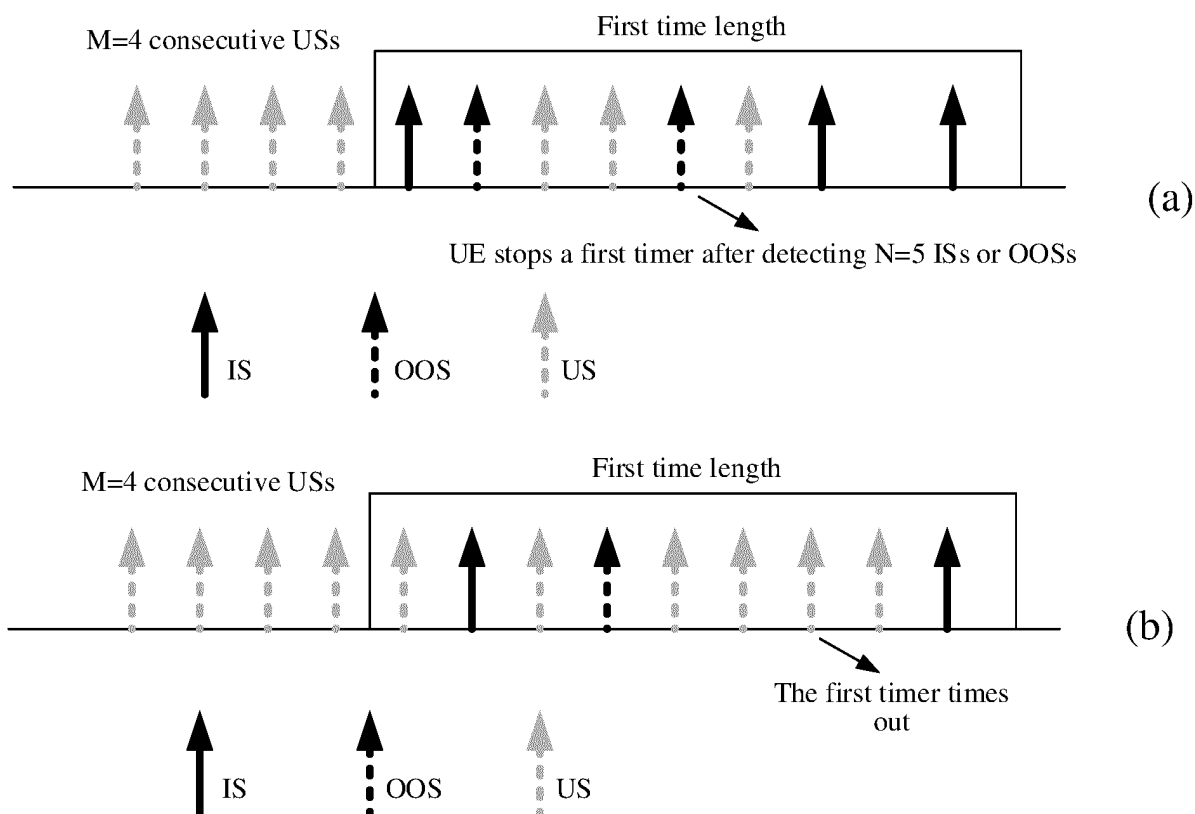 First time length
M=4 consecutive USs
(a)
UE stops a first timer after detecting N=5 ISs or OOSs
IS
OOS
US
First time length
M=4 consecutive USs
(b)
The first timer times
out
IS
OOS
US